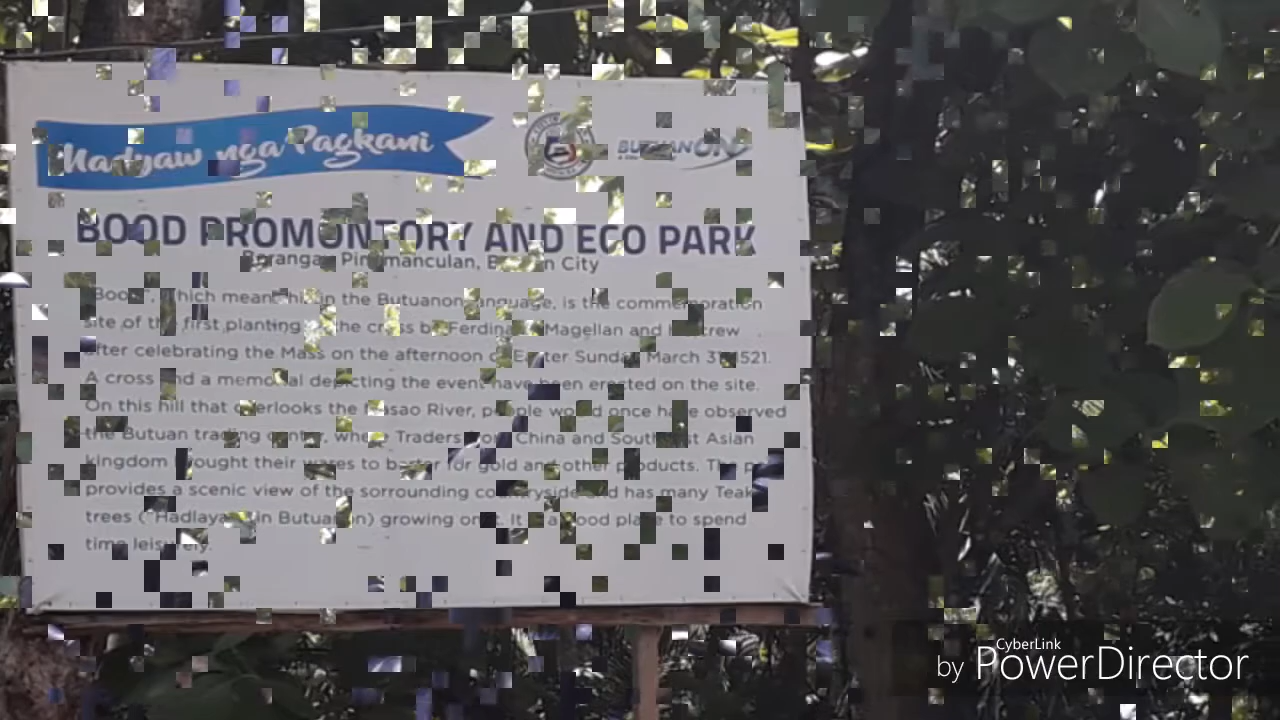 Madyaw nga Pagkani
BUTUANON
BOOD PROMONTORY AND ECO PARK
Barangay Pinamanculan, Butuan City
"Bood", which meant hill in the Butuanon language, is the commemoration
site of the first planting of the cross by Ferdinand Magellan and his crew
after celebrating the Mass on the afternoon of Easter Sunday March 31, 1521.
A cross and a memorial depicting the event have been erected on the site.
On this hill that overlooks the Masao River, people would once have observed
the Butuan trading center, where Traders from China and Southeast Asian
kingdom brought their wares to barter for gold and other products. The
provides a scenic view of the sorrounding countryside and has many Teak
trees ("Hadlayati" in Butuanon) growing on it. It is a good place to spend
time leisurely.
CyberLink
by PowerDirector